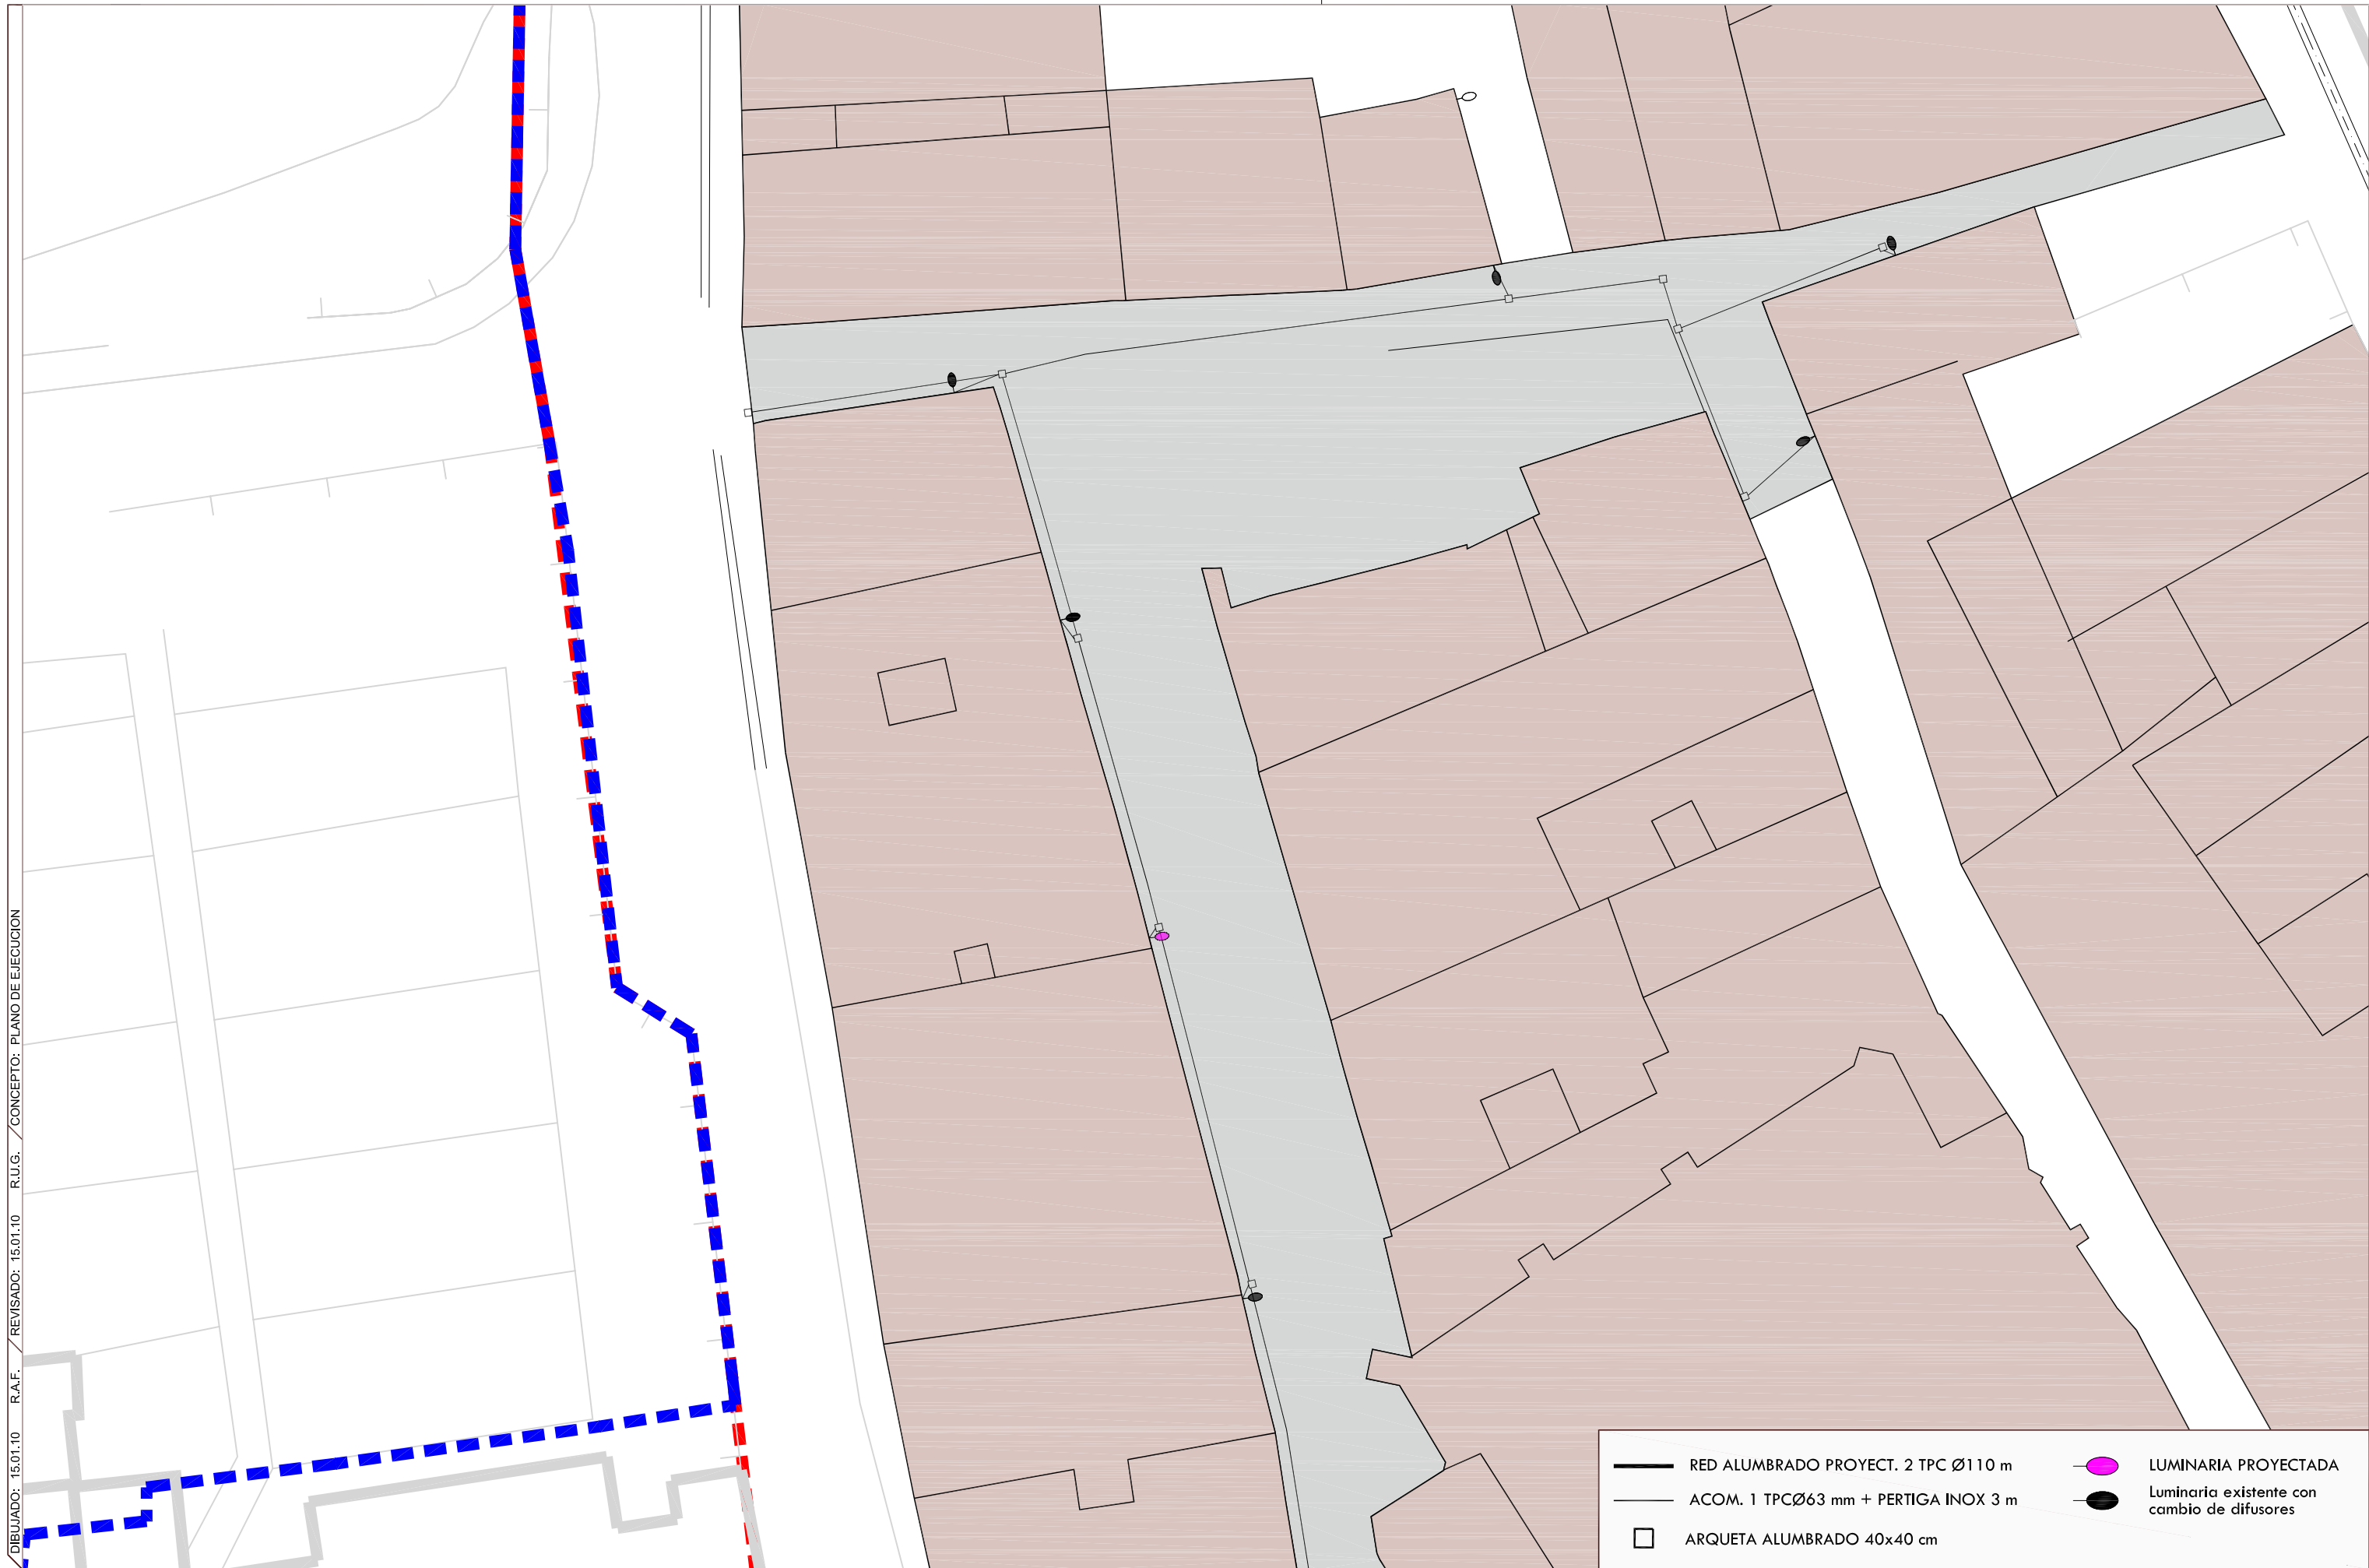 DIBUJADO: 15.01.10 R.A.F. REVISADO: 15.01.10 R.U.G. CONCEPTO: PLANO DE EJECUCION
RED ALUMBRADO PROYECT. 2 TPC Ø110 m
ACOM. 1 TPCØ63 mm + PERTIGA INOX 3 m
ARQUETA ALUMBRADO 40x40 cm
LUMINARIA PROYECTADA
Luminaria existente con
cambio de difusores